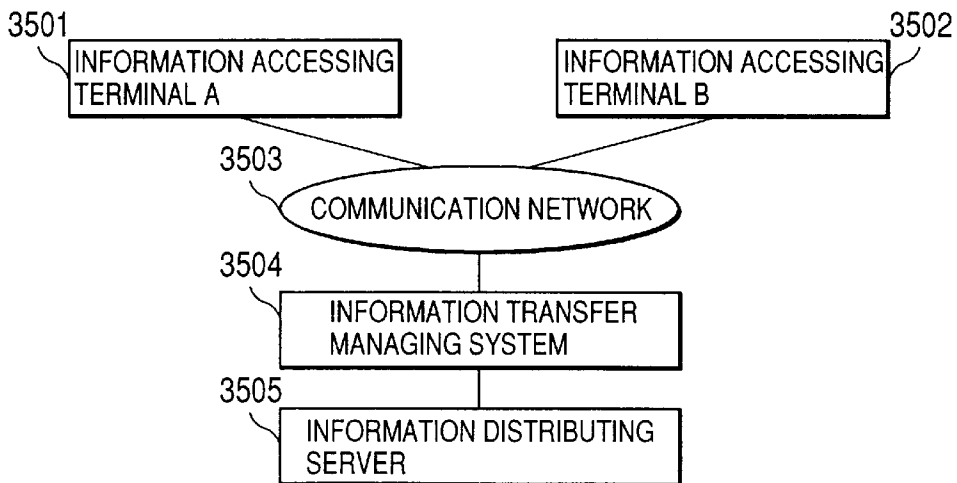 3501
3502
INFORMATION ACCESSING
TERMINAL A
INFORMATION ACCESSING
TERMINAL B
3503
COMMUNICATION NETWORK
3504
INFORMATION TRANSFER
MANAGING SYSTEM
3505
INFORMATION DISTRIBUTING
SERVER